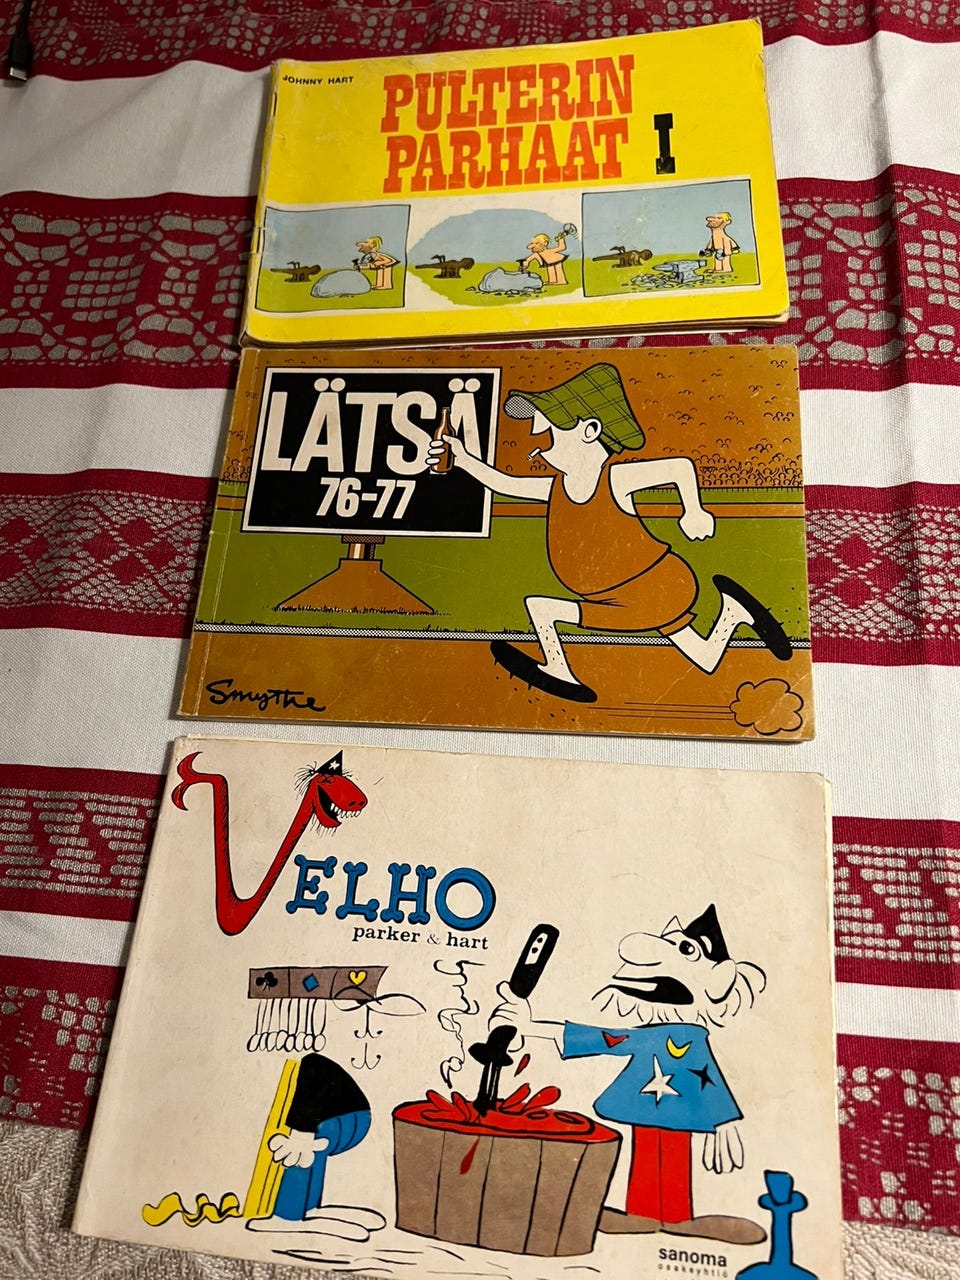 JOHNNY HART
PULTERIN
PARHAAT I
LÄTSÄ
76-77
Smythe
VELHO
parker & hart
sanoma
osakeyhtiö